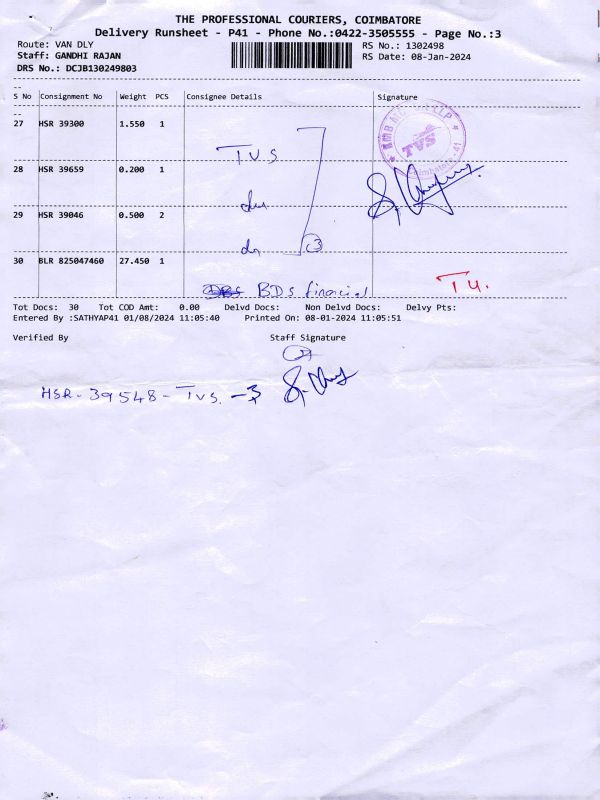 THE PROFESSIONAL COURIERS, COIMBATORE
Delivery Runsheet - P41 - Phone No.:0422-3505555 - Page No.:3
Route: VAN DLY
RS No.: 1302498
Staff: GANDHI RAJAN
RS Date: 08-Jan-2024
DRS No.: DCJB130249803
S No Consignment No Weight PCS Consignee Details Signature
27 HSR 39300 1.550 1
TVS
28 HSR 39659 0.200 1
29 HSR 39046 0.500 2
3
30 BLR 825047460 27.450 1
BDS financial
Tot Docs: 30 Tot COD Amt: 0.00 Delvd Docs: Non Delvd Docs: Delvy Pts:
Entered By :SATHYAP41 01/08/2024 11:05:40 Printed On: 08-01-2024 11:05:51
Verified By Staff Signature
HSR - 39548 - TVS. - 3